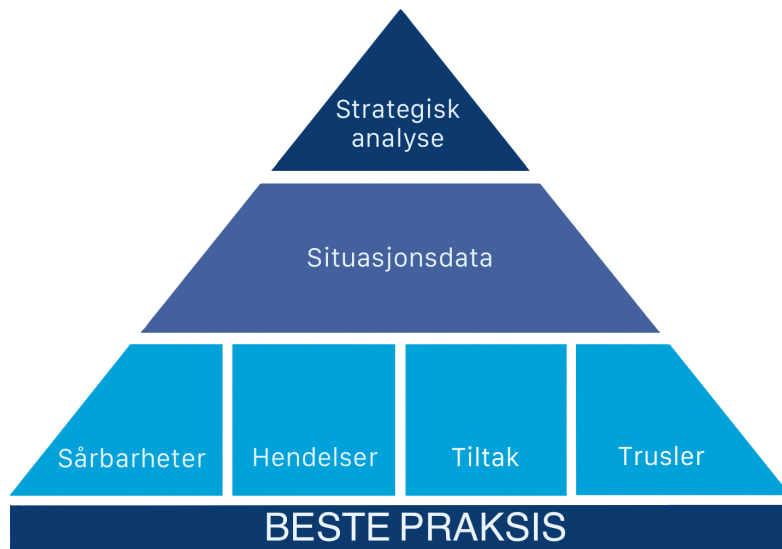 Strategisk
analyse
Situasjonsdata
Sårbarheter
Hendelser
Tiltak
Trusler
BESTE PRAKSIS